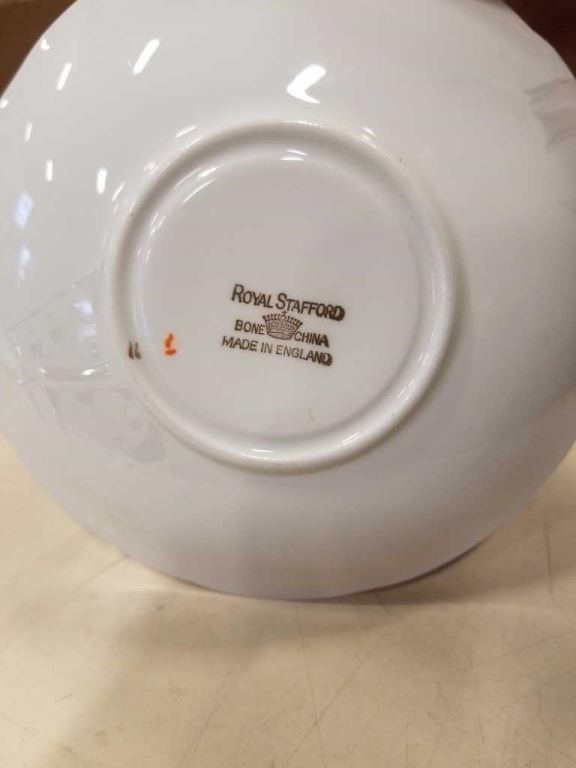 ROYAL STAFFORD
BONE CHINA
MADE IN ENGLAND